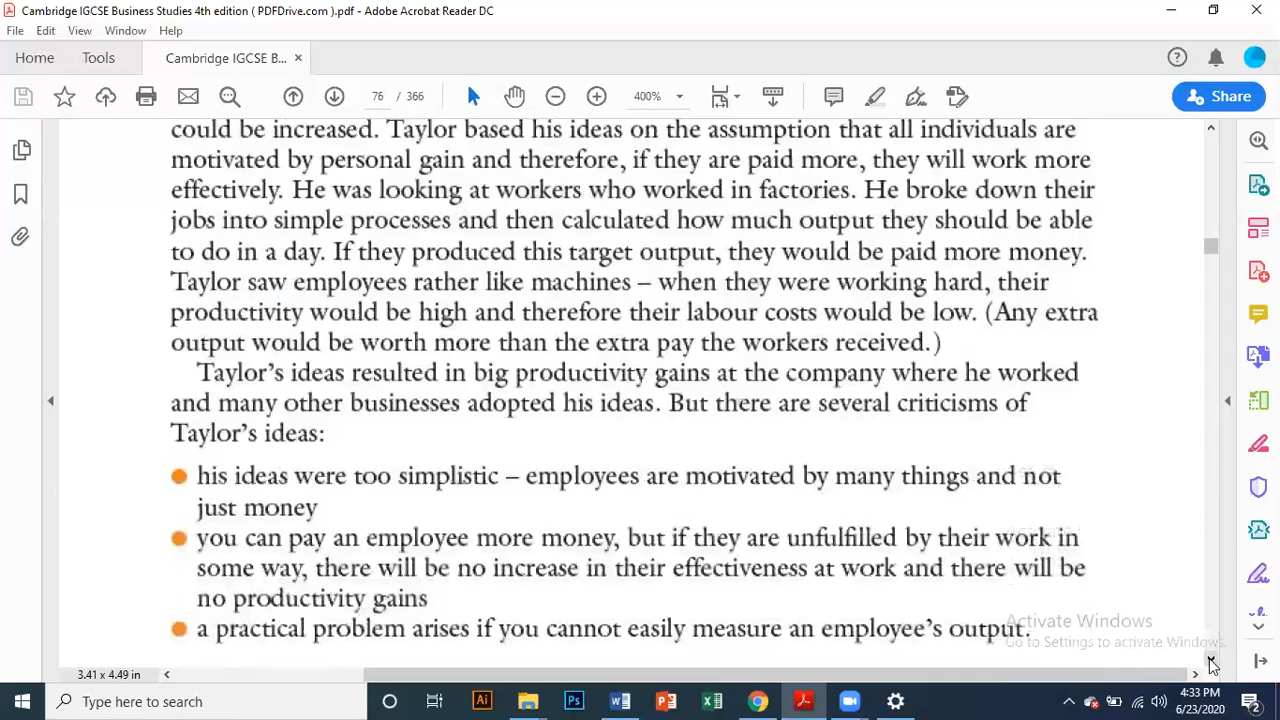 Cambridge IGCSE Business Studies 4th edition ( PDFDrive.com ).pdf - Adobe Acrobat Reader DC
File Edit View Window Help
Home Tools Cambridge IGCSE B... ×
76 / 366 400% Share
could be increased. Taylor based his ideas on the assumption that all individuals are
motivated by personal gain and therefore, if they are paid more, they will work more
effectively. He was looking at workers who worked in factories. He broke down their
jobs into simple processes and then calculated how much output they should be able
to do in a day. If they produced this target output, they would be paid more money.
Taylor saw employees rather like machines – when they were working hard, their
productivity would be high and therefore their labour costs would be low. (Any extra
output would be worth more than the extra pay the workers received.)
Taylor's ideas resulted in big productivity gains at the company where he worked
and many other businesses adopted his ideas. But there are several criticisms of
Taylor's ideas:
his ideas were too simplistic – employees are motivated by many things and not
just money
you can pay an employee more money, but if they are unfulfilled by their work in
some way, there will be no increase in their effectiveness at work and there will be
no productivity gains
a practical problem arises if you cannot easily measure an employee's output.
Activate Windows
Go to Settings to activate Windows.
3.41 x 4.49 in
Type here to search
4:33 PM
6/23/2020
2